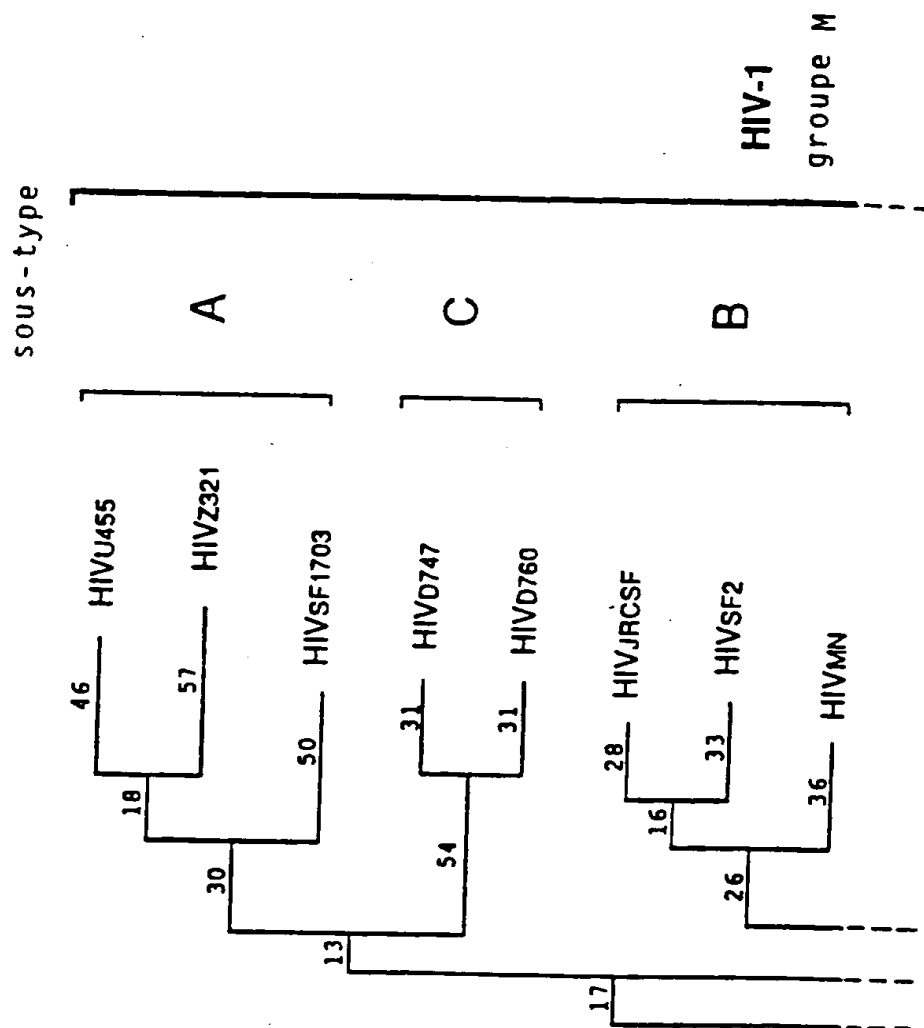 sous-type
46
HIVU455
A
18
57
HIVZ321
30
50
HIVSF1703
13
31
HIVD747
C
54
31
HIVD760
17
28
HIVJRCSF
16
33
HIVSF2
B
26
36
HIVMN
HIV-1
groupe M